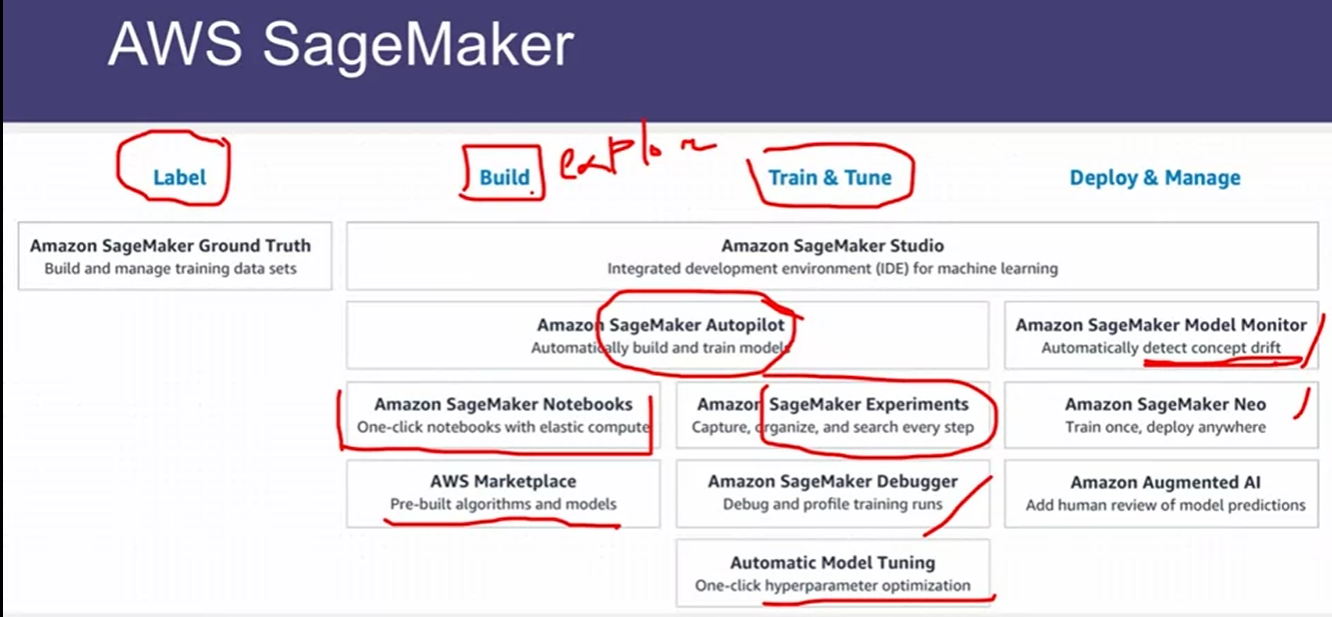 AWS SageMaker
Label
Build
explor
Train & Tune
Deploy & Manage
Amazon SageMaker Ground Truth
Build and manage training data sets
Amazon SageMaker Studio
Integrated development environment (IDE) for machine learning
Amazon SageMaker Autopilot
Automatically build and train models
Amazon SageMaker Model Monitor
Automatically detect concept drift
Amazon SageMaker Notebooks
One-click notebooks with elastic compute
Amazon SageMaker Experiments
Capture, organize, and search every step
Amazon SageMaker Neo
Train once, deploy anywhere
AWS Marketplace
Pre-built algorithms and models
Amazon SageMaker Debugger
Debug and profile training runs
Amazon Augmented AI
Add human review of model predictions
Automatic Model Tuning
One-click hyperparameter optimization